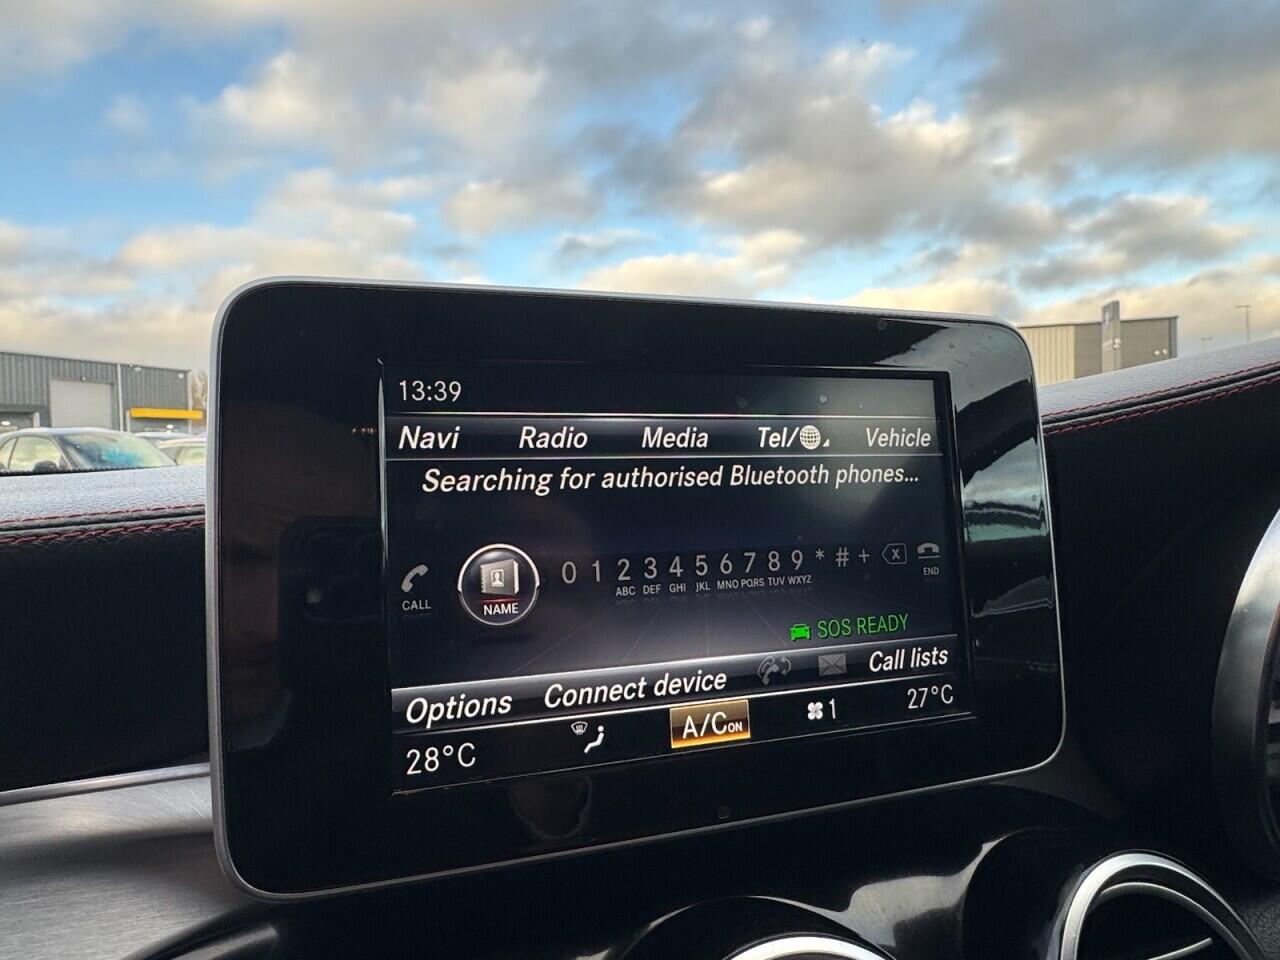 13:39
Navi Radio Media Tel/ Vehicle
Searching for authorised Bluetooth phones...
0 1 2 3 4 5 6 7 8 9 * # +
ABC DEF GHI JKL MNO PQRS TUV WXYZ
CALL NAME END
SOS READY
Options Connect device Call lists
28°C A/C ON 1 27°C